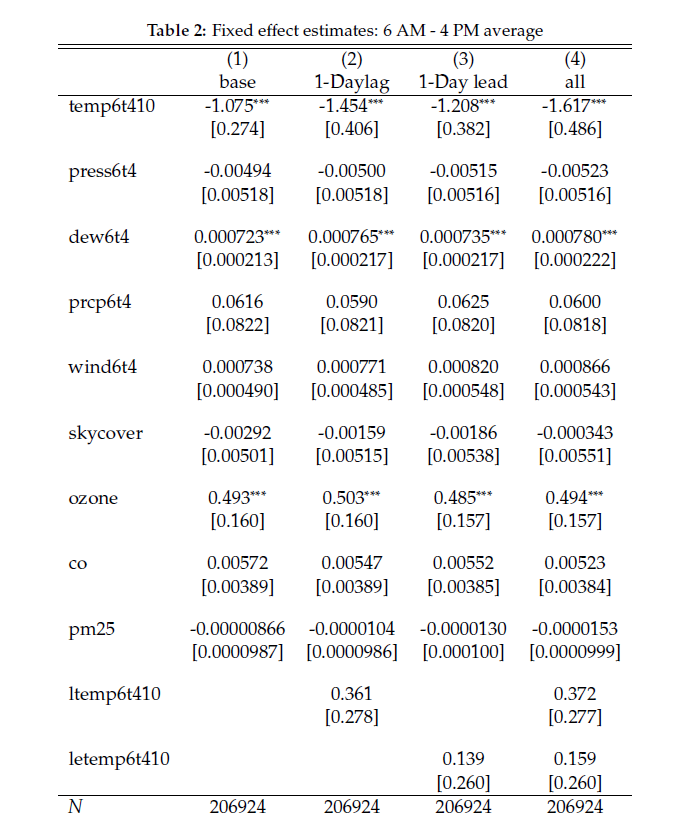 Table 2: Fixed effect estimates: 6 AM - 4 PM average
(1) (2) (3) (4)
base 1-Daylag 1-Day lead all
temp6t410 -1.075*** -1.454*** -1.208*** -1.617***
[0.274] [0.406] [0.382] [0.486]
press6t4 -0.00494 -0.00500 -0.00515 -0.00523
[0.00518] [0.00518] [0.00516] [0.00516]
dew6t4 0.000723*** 0.000765*** 0.000735*** 0.000780***
[0.000213] [0.000217] [0.000217] [0.000222]
prcp6t4 0.0616 0.0590 0.0625 0.0600
[0.0822] [0.0821] [0.0820] [0.0818]
wind6t4 0.000738 0.000771 0.000820 0.000866
[0.000490] [0.000485] [0.000548] [0.000543]
skycover -0.00292 -0.00159 -0.00186 -0.000343
[0.00501] [0.00515] [0.00538] [0.00551]
ozone 0.493*** 0.503*** 0.485*** 0.494***
[0.160] [0.160] [0.157] [0.157]
co 0.00572 0.00547 0.00552 0.00523
[0.00389] [0.00389] [0.00385] [0.00384]
pm25 -0.00000866 -0.0000104 -0.0000130 -0.0000153
[0.0000987] [0.0000986] [0.000100] [0.0000999]
ltemp6t410 0.361 0.372
[0.278] [0.277]
letemp6t410 0.139 0.159
[0.260] [0.260]
N 206924 206924 206924 206924